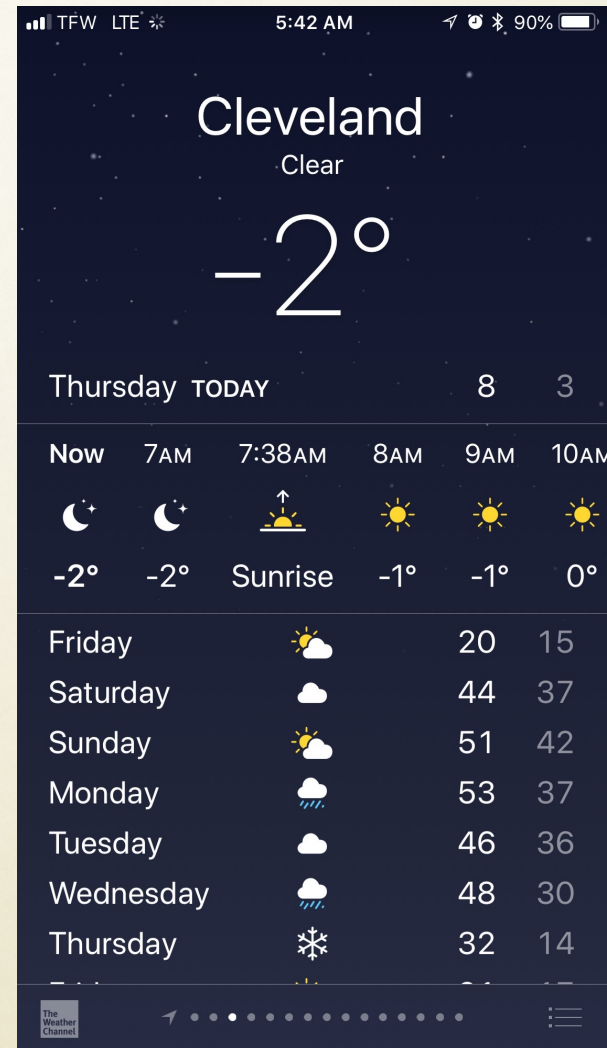 TFW LTE 5:42 AM 90%
Cleveland
Clear
-2°
Thursday TODAY 8 3
Now 7AM 7:38AM 8AM 9AM 10AM
-2° -2° Sunrise -1° -1° 0°
Friday 20 15
Saturday 44 37
Sunday 51 42
Monday 53 37
Tuesday 46 36
Wednesday 48 30
Thursday 32 14
The
Weather
Channel